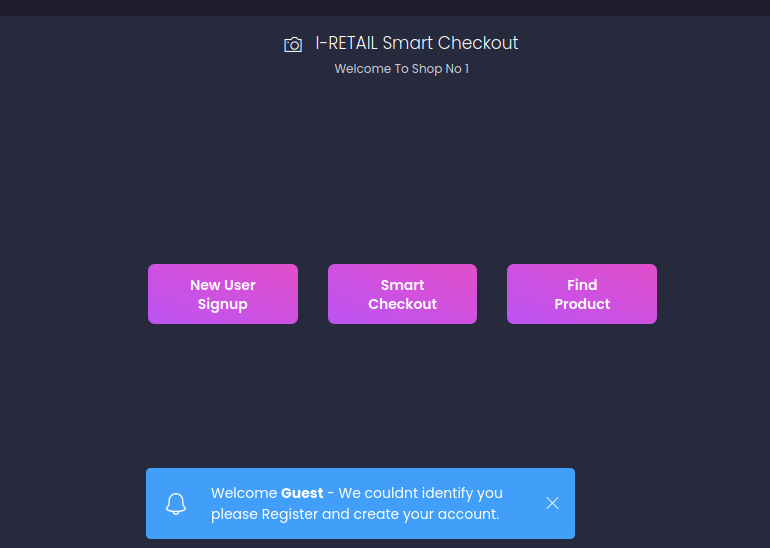 I-RETAIL Smart Checkout
Welcome To Shop No 1
New User
Signup
Smart
Checkout
Find
Product
Welcome Guest - We couldnt identify you
please Register and create your account.